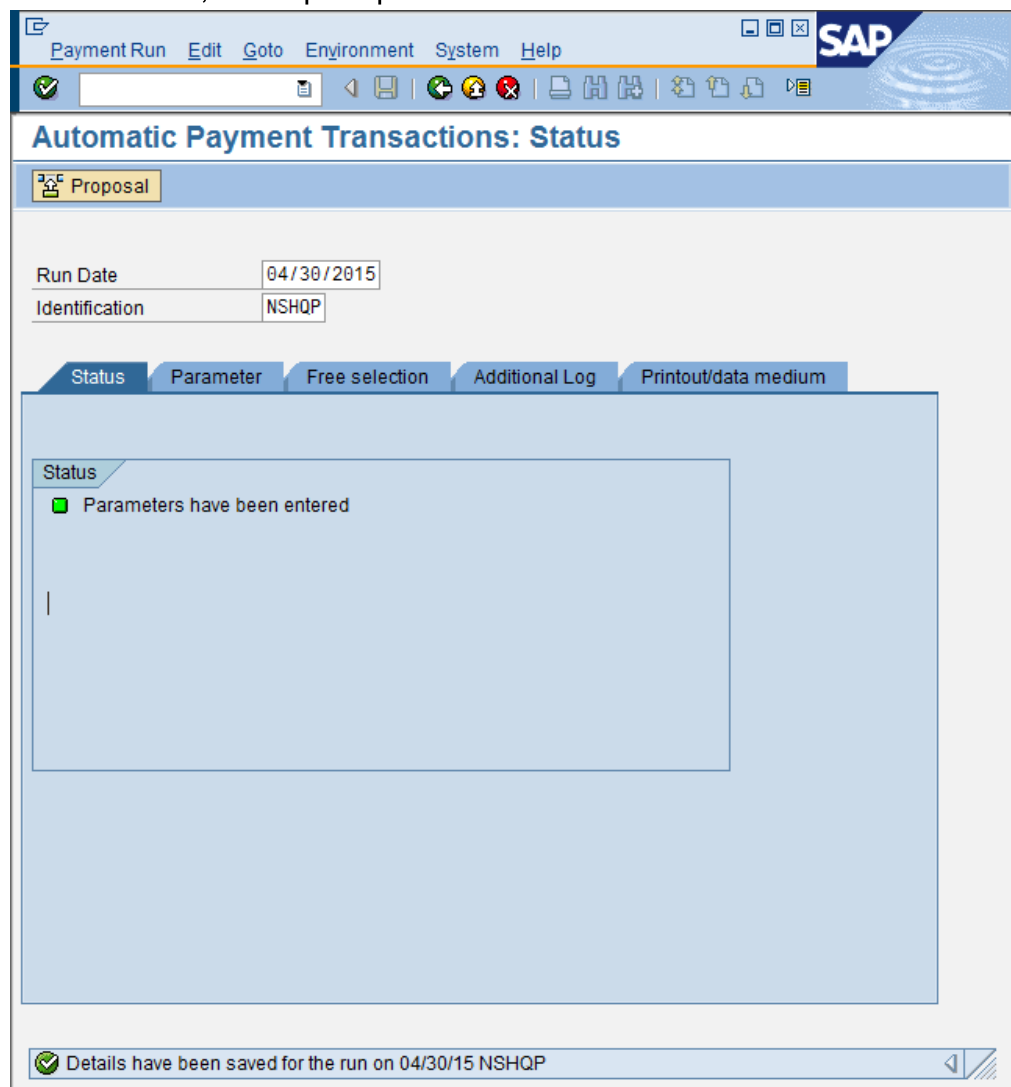 Payment Run Edit Goto Environment System Help
SAP
Automatic Payment Transactions: Status
Proposal
Run Date 04/30/2015
Identification NSHQP
Status Parameter Free selection Additional Log Printout/data medium
Status
Parameters have been entered
Details have been saved for the run on 04/30/15 NSHQP